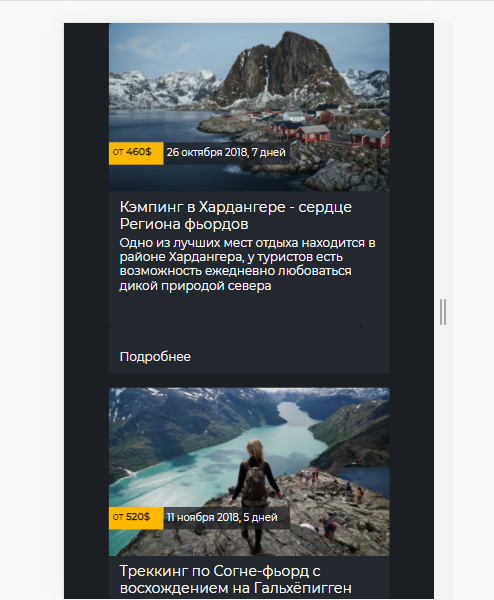 от 460$ 26 октября 2018, 7 дней
Кэмпинг в Хардангере - сердце
Региона фьордов
Одно из лучших мест отдыха находится в
районе Хардангера, у туристов есть
возможность ежедневно любоваться
дикой природой севера
Подробнее
от 520$ 11 ноября 2018, 5 дней
Треккинг по Согне-фьорд с
восхождением на Гальхёпигген